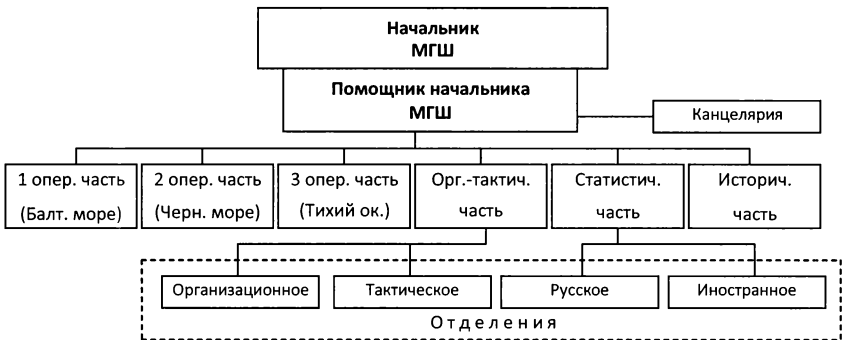 Начальник
МГШ
Помощник начальника
МГШ
Канцелярия
1 опер. часть
(Балт. море)
2 опер. часть
(Черн. море)
3 опер. часть
(Тихий ок.)
Орг.-тактич.
часть
Статистич.
часть
Историч.
часть
Организационное
Тактическое
Русское
Иностранное
Отделения